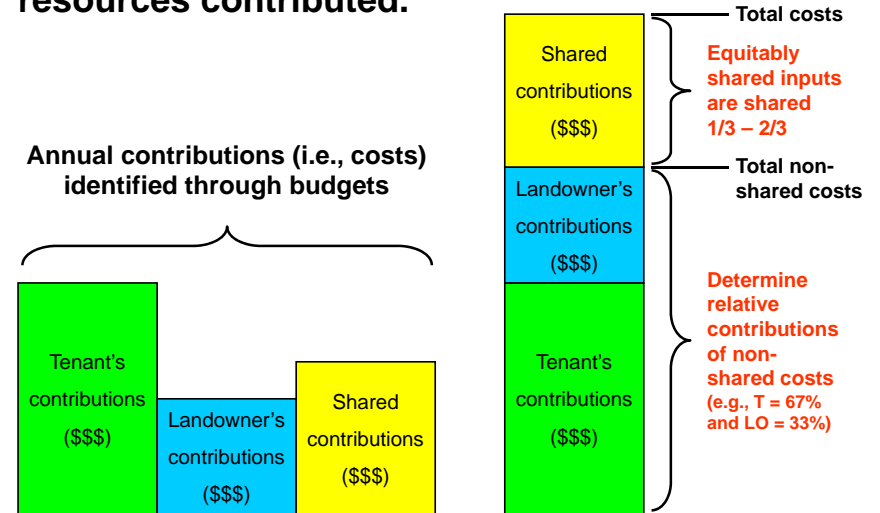 resources contributed.
Annual contributions (i.e., costs)
identified through budgets
Tenant's
contributions
($$$)
Landowner's
contributions
($$$)
Shared
contributions
($$$)
Shared
contributions
($$$)
Landowner's
contributions
($$$)
Tenant's
contributions
($$$)
Total costs
Equitably
shared inputs
are shared
1/3 – 2/3
Total non-
shared costs
Determine
relative
contributions
of non-
shared costs
(e.g., T = 67%
and LO = 33%)